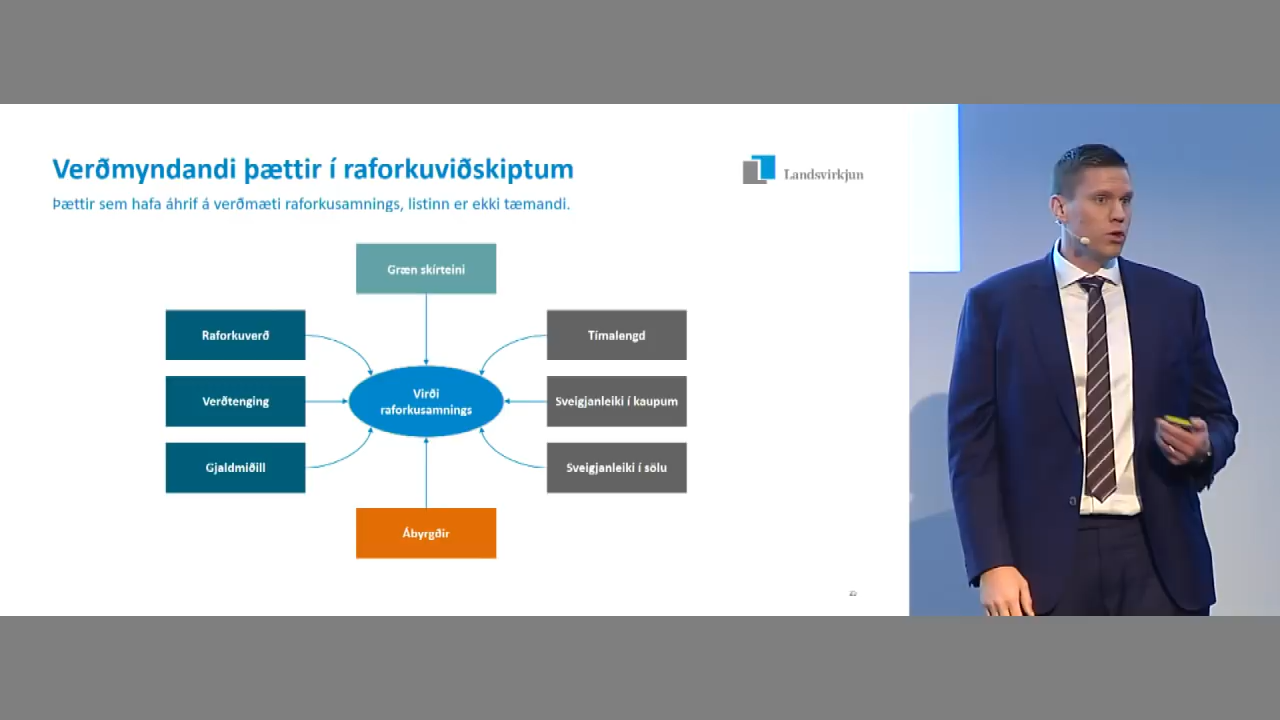 Verðmyndandi þættir í raforkuviðskiptum
Þættir sem hafa áhrif á verðmæti raforkusamnings, listinn er ekki tæmandi.
Landsvirkjun
Græn skírteini
Raforkuverð
Tímalengd
Verðtenging
Virði
raforkusamnings
Sveigjanleiki í kaupum
Gjaldmiðill
Sveigjanleiki í sölu
Ábyrgðir